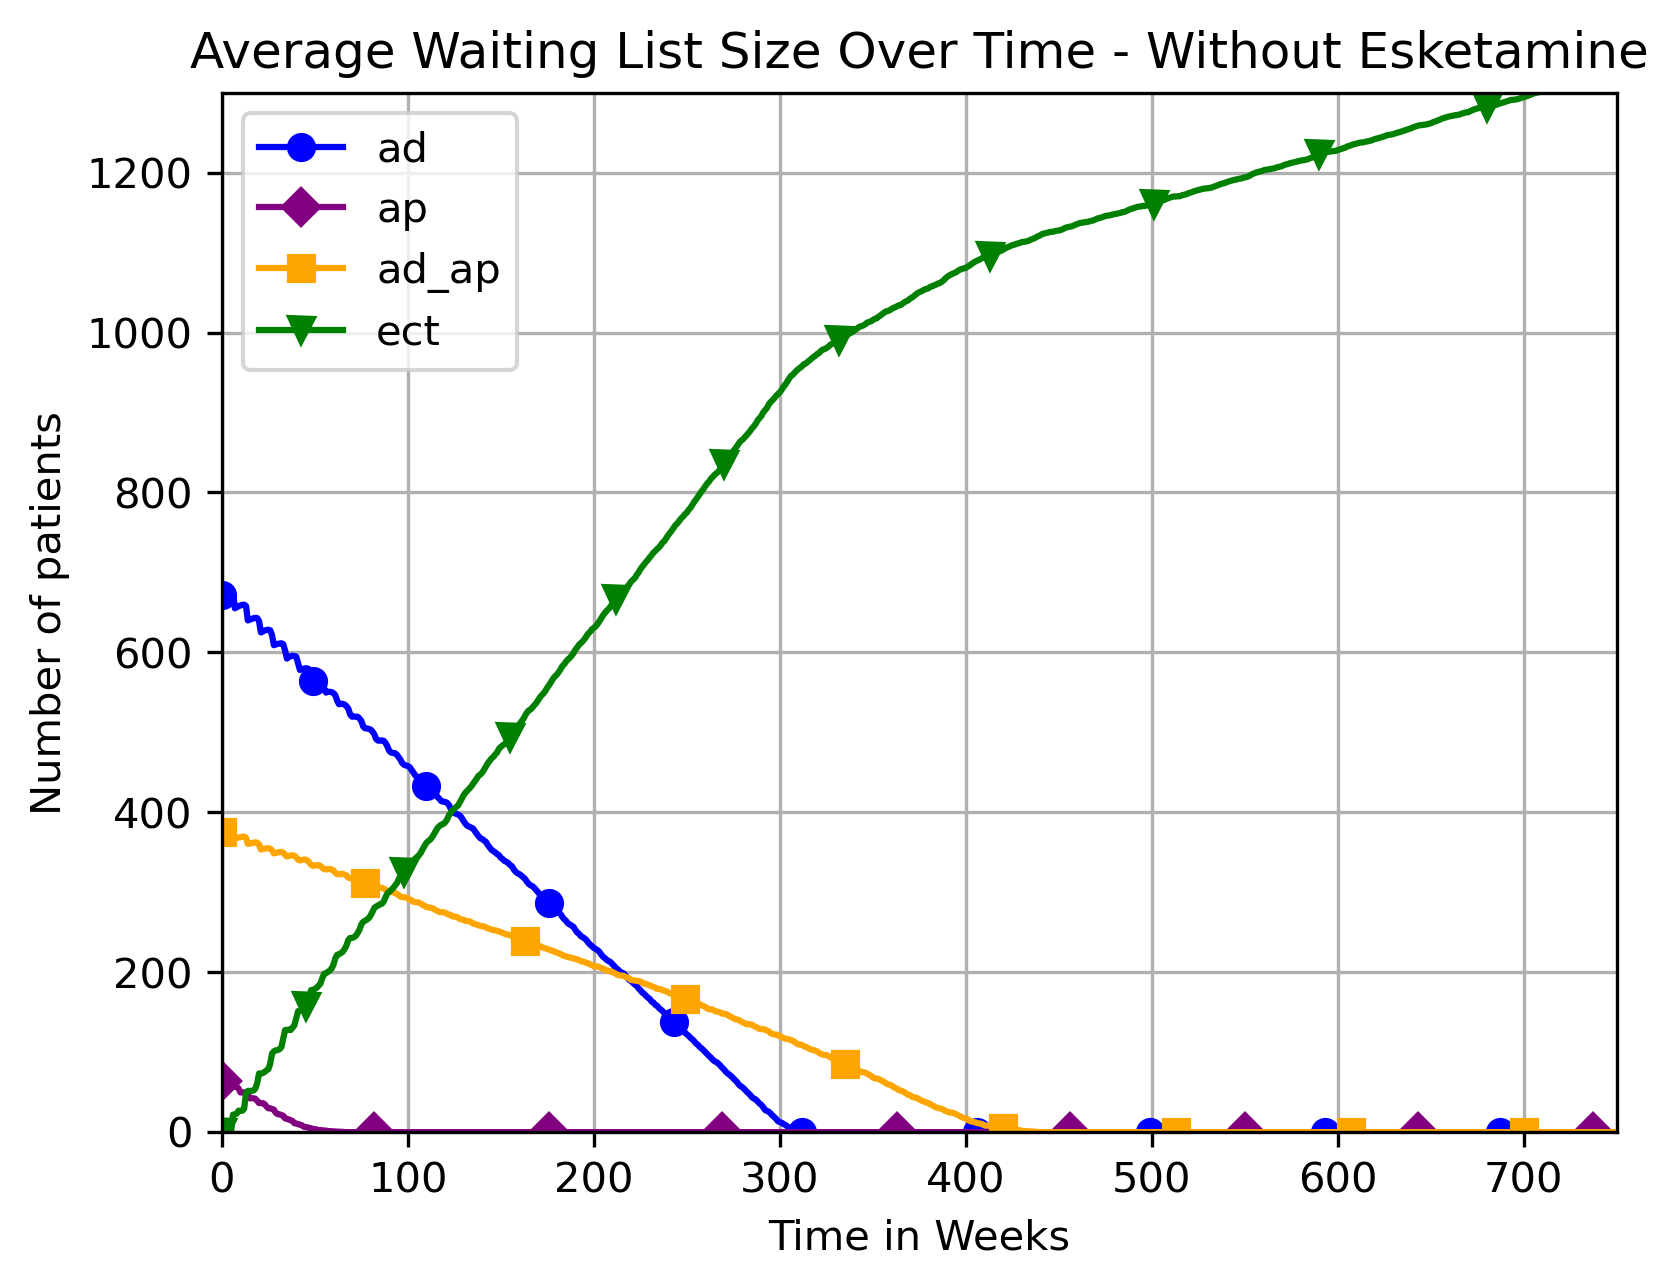 Average Waiting List Size Over Time - Without Esketamine
ad
ap
ad_ap
ect
1200
1000
800
600
400
200
0
Number of patients
0 100 200 300 400 500 600 700
Time in Weeks